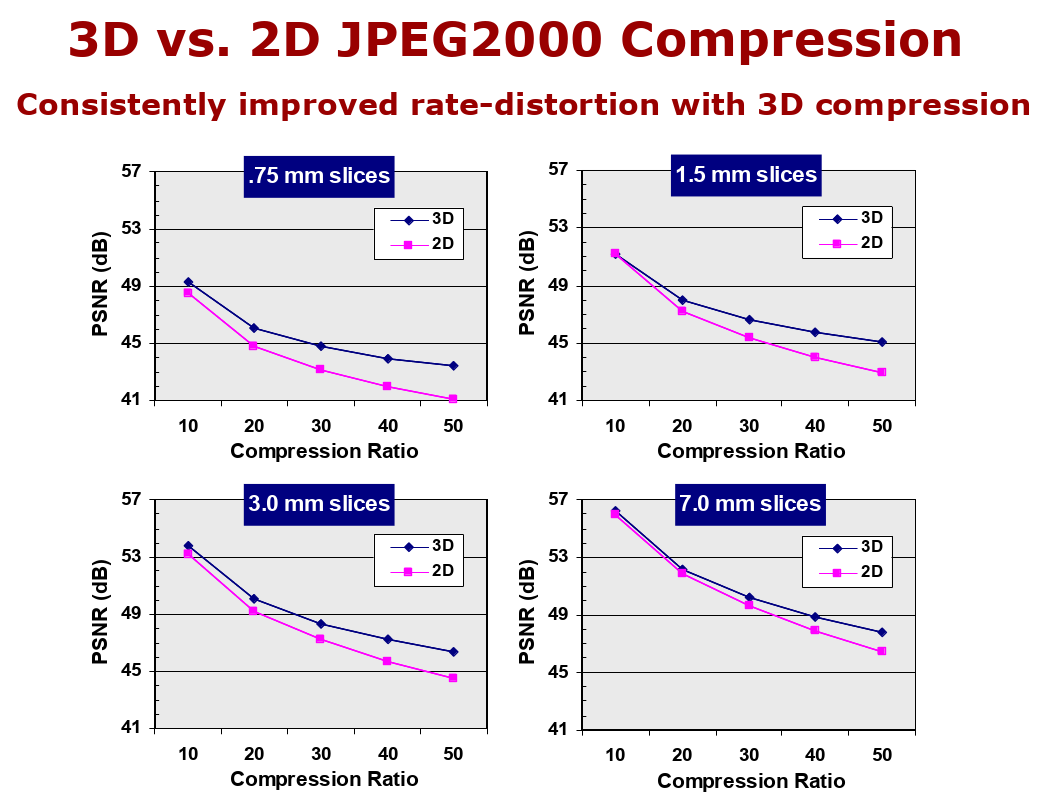 3D vs. 2D JPEG2000 Compression
Consistently improved rate-distortion with 3D compression
.75 mm slices
57
53
49
45
41
PSNR (dB)
3D
2D
10 20 30 40 50
Compression Ratio
1.5 mm slices
57
53
49
45
41
PSNR (dB)
3D
2D
10 20 30 40 50
Compression Ratio
3.0 mm slices
57
53
49
45
41
PSNR (dB)
3D
2D
10 20 30 40 50
Compression Ratio
7.0 mm slices
57
53
49
45
41
PSNR (dB)
3D
2D
10 20 30 40 50
Compression Ratio